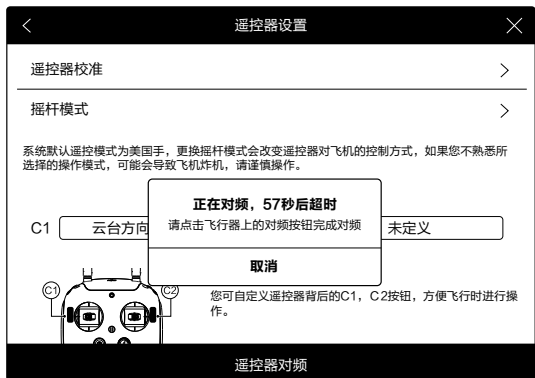 遥控器设置
遥控器校准
摇杆模式
系统默认遥控模式为美国手，更换摇杆模式会改变遥控器对飞机的控制方式，如果您不熟悉所
选择的操作模式，可能会导致飞机炸机，请谨慎操作。
正在对频，57秒后超时
请点击飞行器上的对频按钮完成对频
取消
C1 云台方向 未定义
C1 C2
您可自定义遥控器背后的C1，C2按钮，方便飞行时进行操
作。
遥控器对频